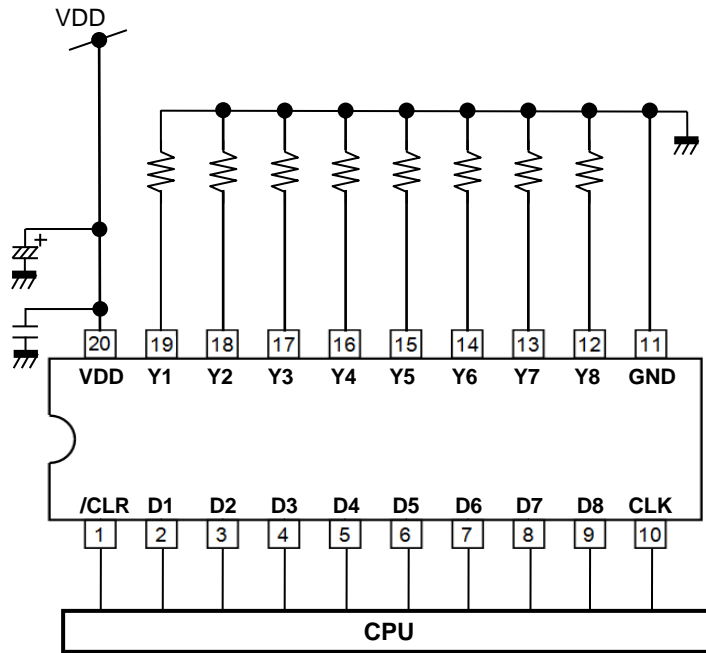 VDD
+
20 19 18 17 16 15 14 13 12 11
VDD Y1 Y2 Y3 Y4 Y5 Y6 Y7 Y8 GND
/CLR D1 D2 D3 D4 D5 D6 D7 D8 CLK
1 2 3 4 5 6 7 8 9 10
CPU